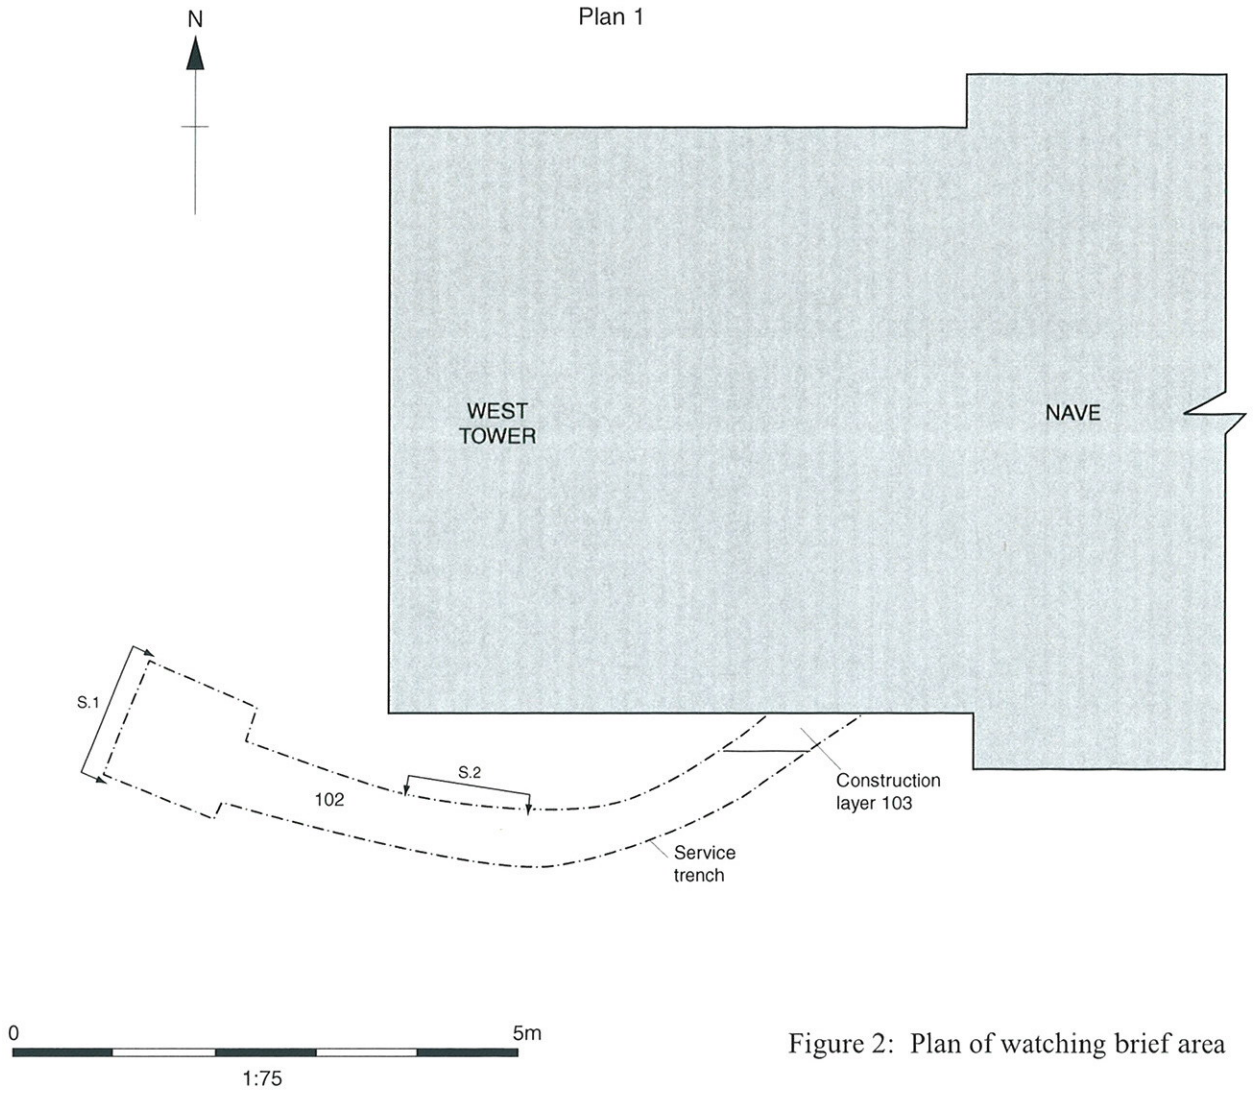 Plan 1
N
WEST
TOWER
NAVE
S.1
S.2
102
Construction
layer 103
Service
trench
0
5m
1:75
Figure 2: Plan of watching brief area